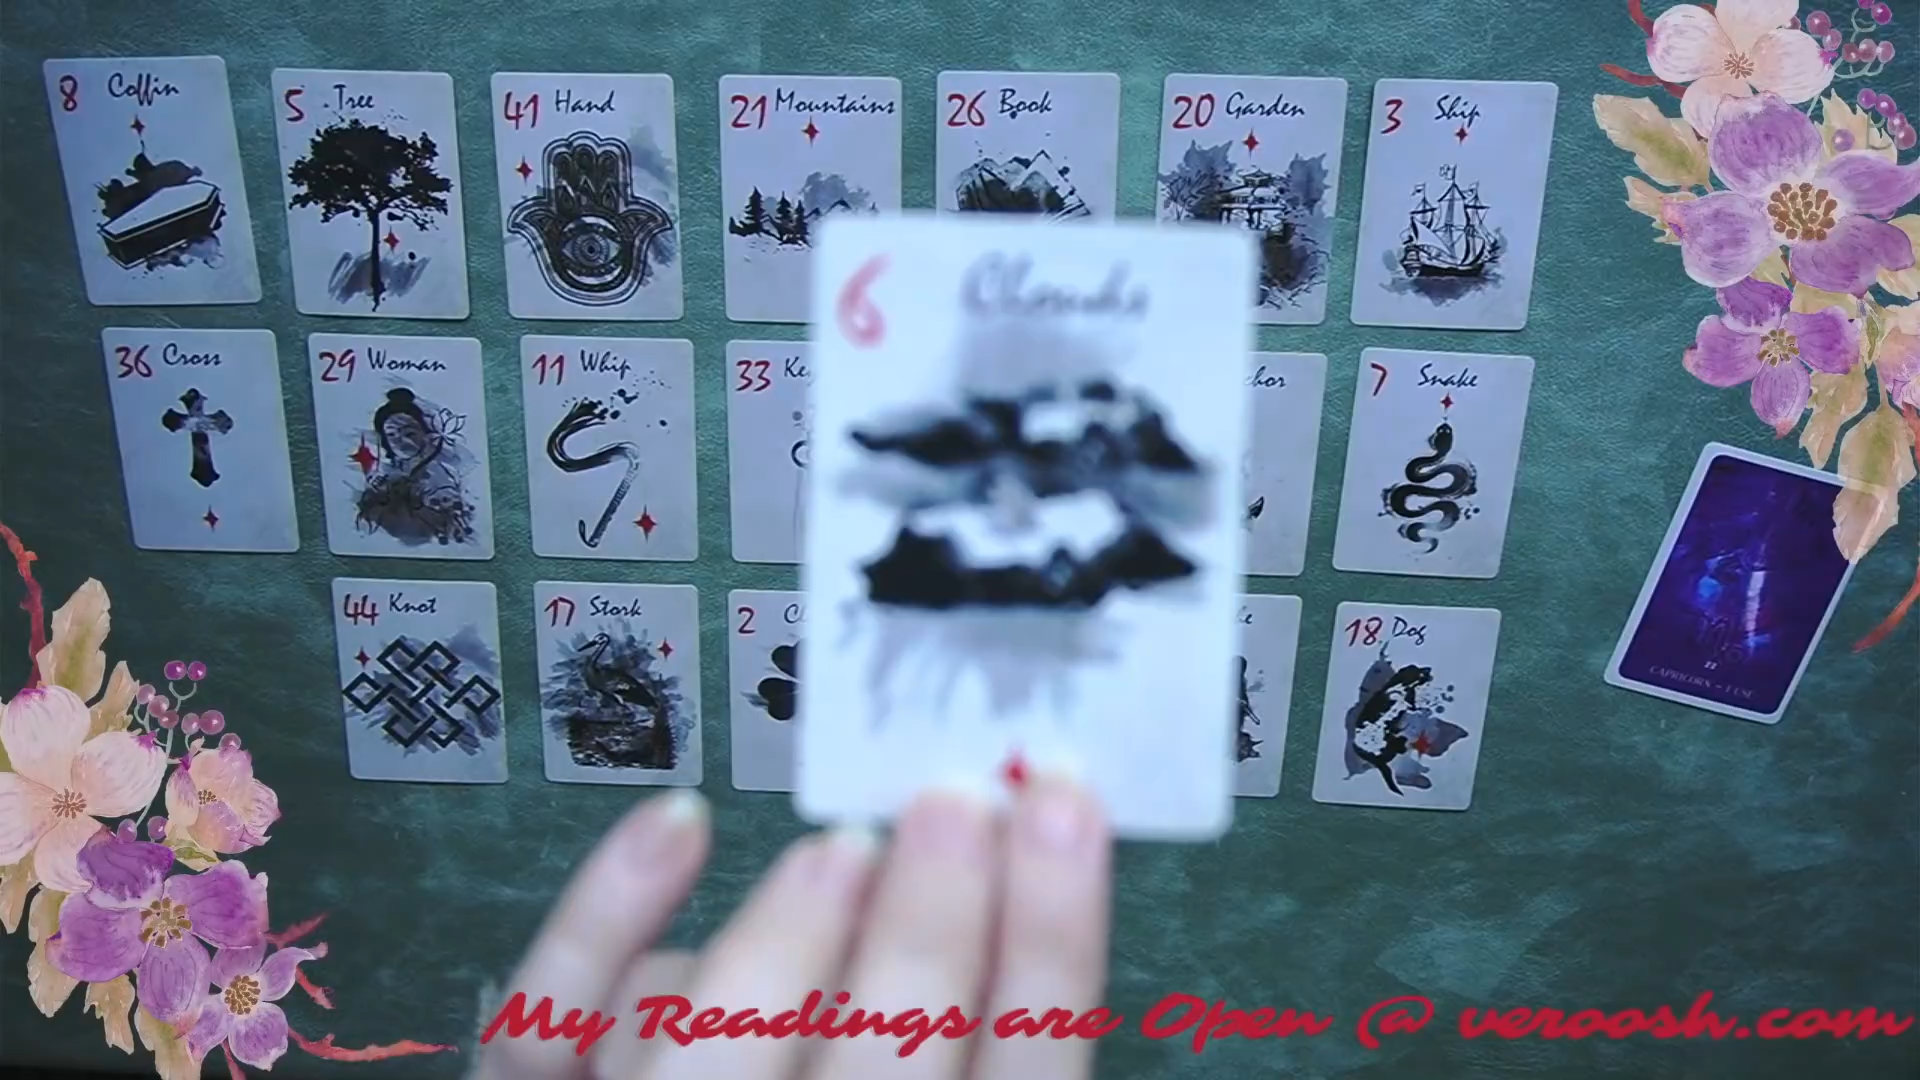 8 Coffin
5 Tree
41 Hand
21 Mountains
26 Book
20 Garden
3 Ship
6 Clouds
36 Cross
29 Woman
11 Whip
33
7 Snake
44 Knot
17 Stork
2
18 Dog
22
CAPRICORN - I USE
My Readings are Open @ veroosh.com